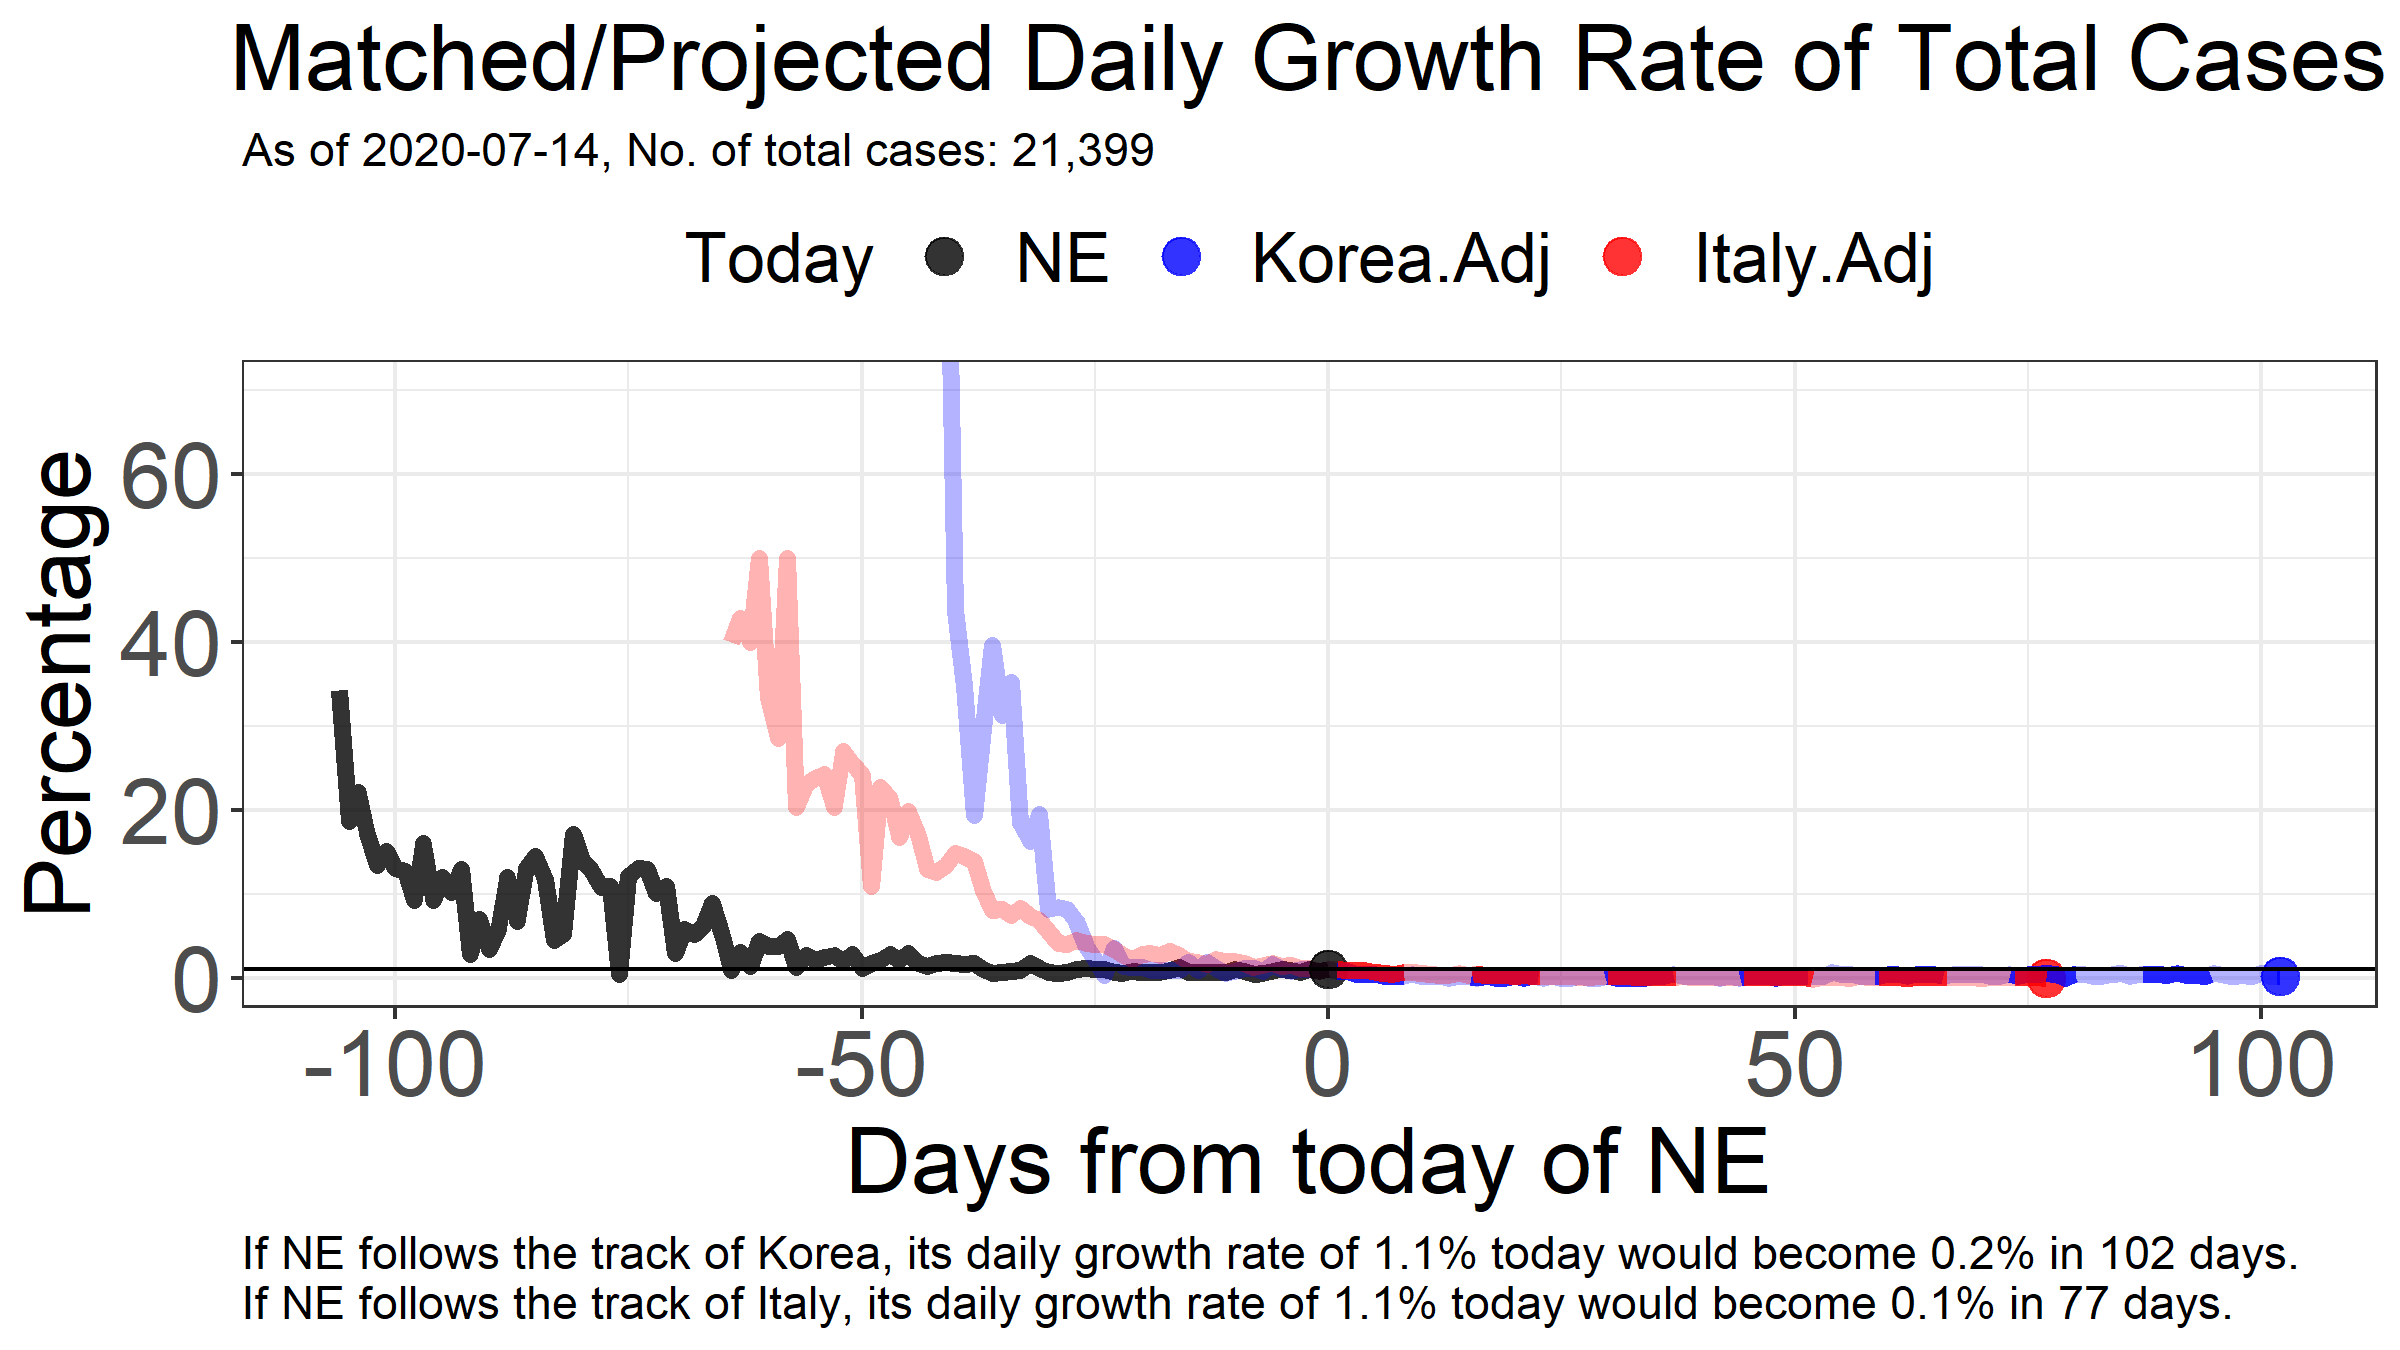 Matched/Projected Daily Growth Rate of Total Cases
As of 2020-07-14, No. of total cases: 21,399
Today NE Korea.Adj Italy.Adj
Percentage
60
40
20
0
-100 -50 0 50 100
Days from today of NE
If NE follows the track of Korea, its daily growth rate of 1.1% today would become 0.2% in 102 days.
If NE follows the track of Italy, its daily growth rate of 1.1% today would become 0.1% in 77 days.